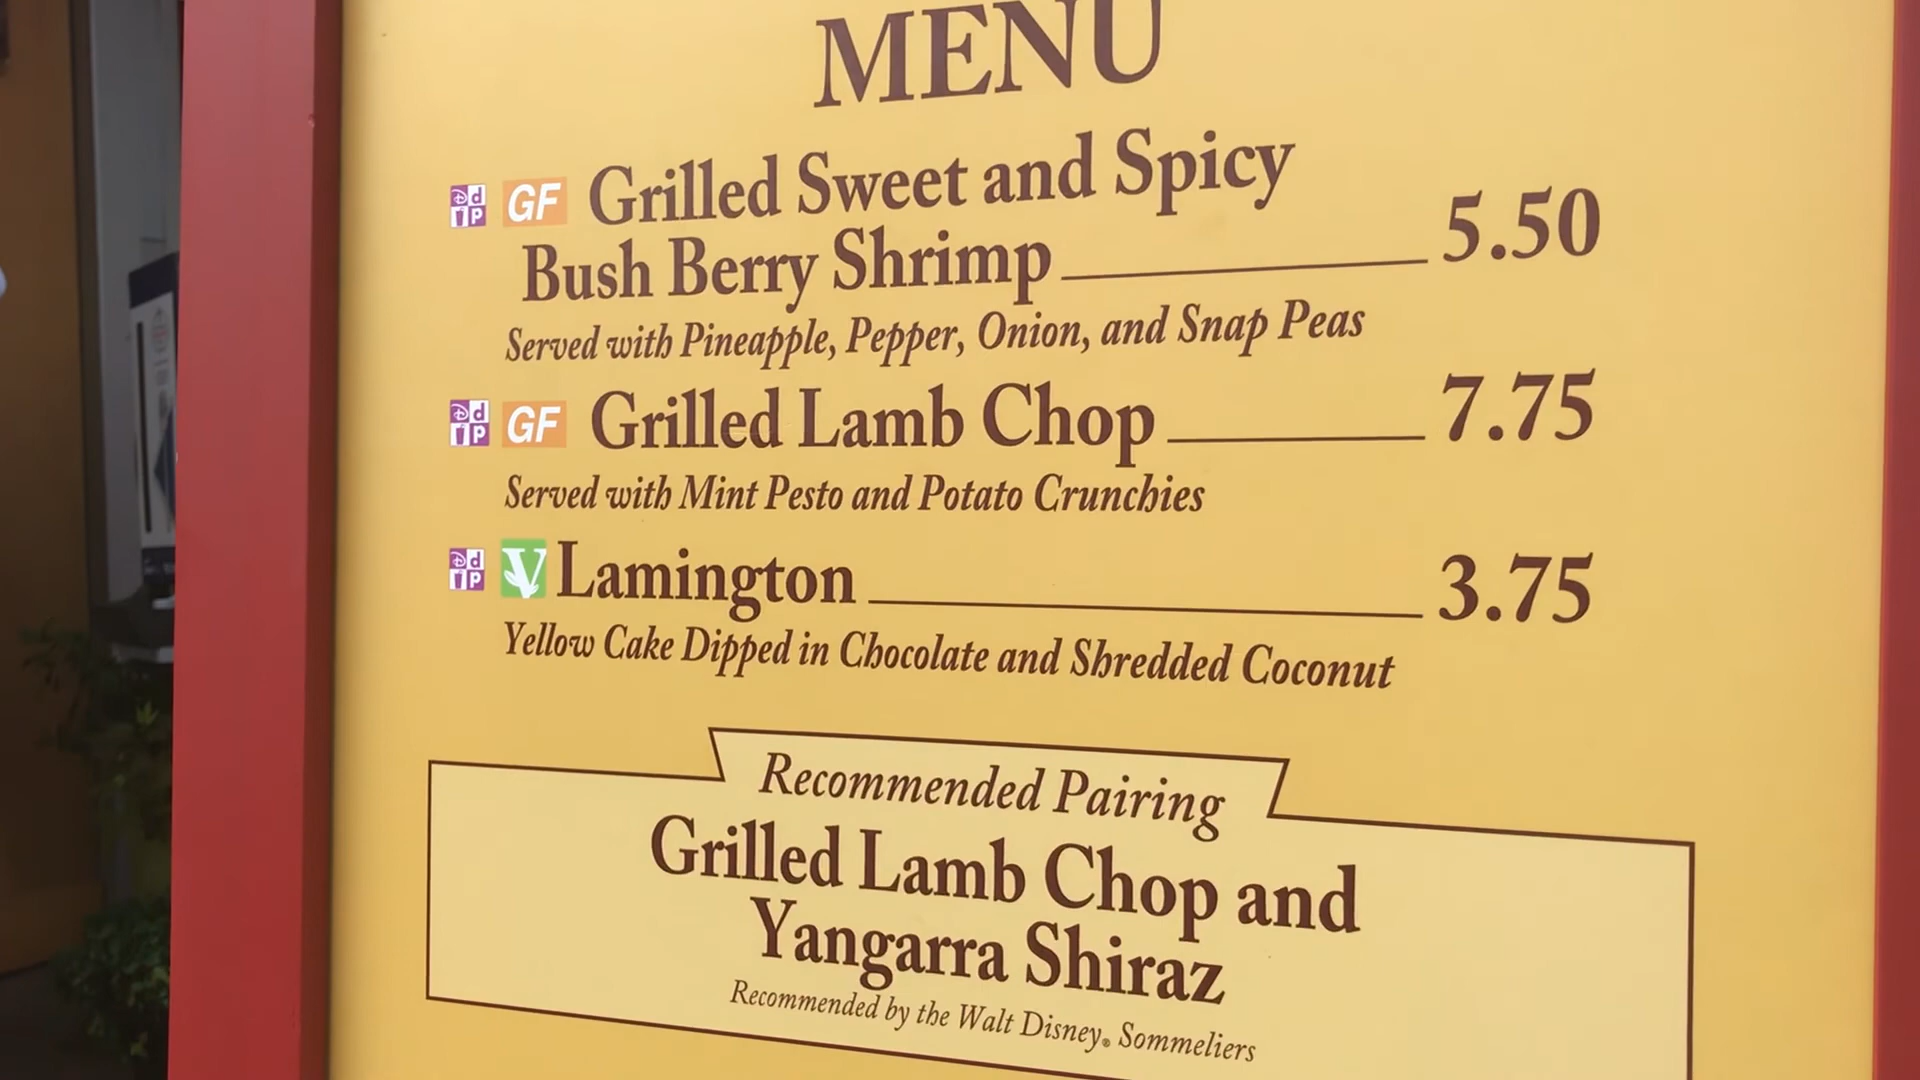 MENU
GF Grilled Sweet and Spicy
Bush Berry Shrimp 5.50
Served with Pineapple, Pepper, Onion, and Snap Peas
GF Grilled Lamb Chop 7.75
Served with Mint Pesto and Potato Crunchies
V Lamington 3.75
Yellow Cake Dipped in Chocolate and Shredded Coconut
Recommended Pairing
Grilled Lamb Chop and
Yangarra Shiraz
Recommended by the Walt Disney® Sommeliers